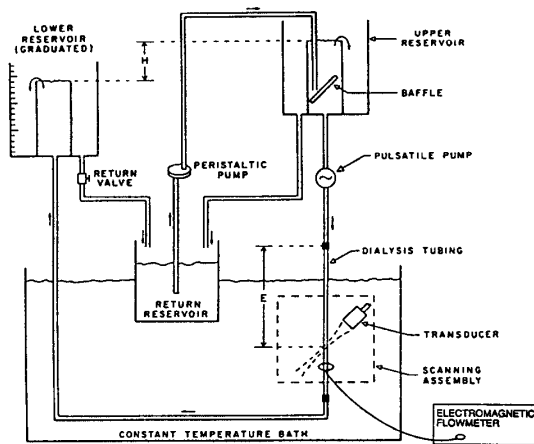 LOWER
RESERVOIR
(GRADUATED)
H
UPPER
RESERVOIR
BAFFLE
PULSATILE PUMP
PERISTALTIC
PUMP
RETURN
VALVE
DIALYSIS TUBING
E
RETURN
RESERVOIR
TRANSDUCER
SCANNING
ASSEMBLY
ELECTROMAGNETIC
FLOWMETER
CONSTANT TEMPERATURE BATH